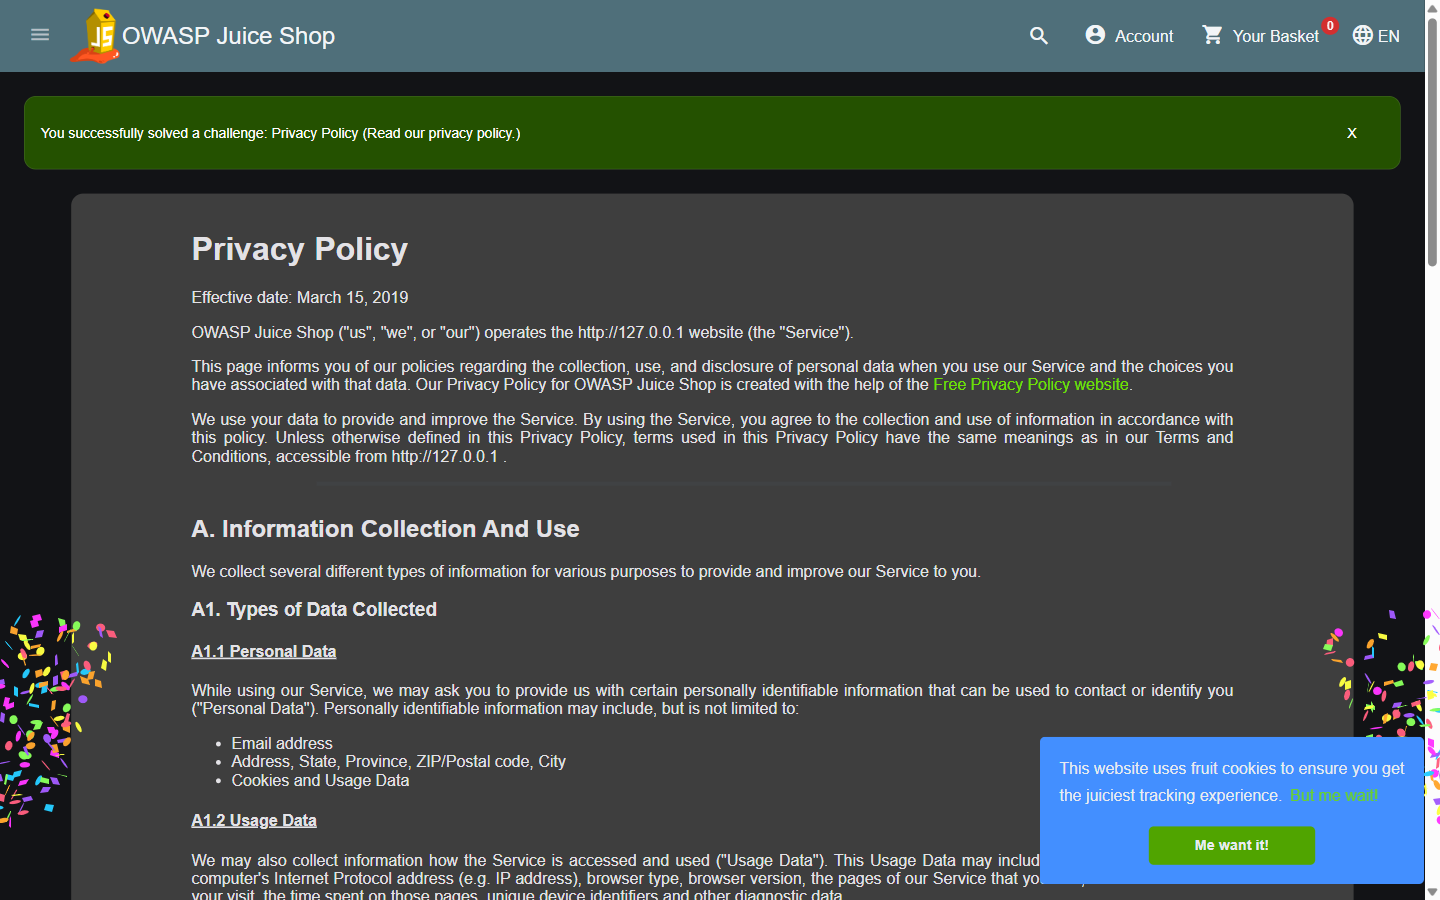 OWASP Juice Shop
Account
Your Basket
0
EN
You successfully solved a challenge: Privacy Policy (Read our privacy policy.)
X
Privacy Policy
Effective date: March 15, 2019
OWASP Juice Shop ("us", "we", or "our") operates the http://127.0.0.1 website (the "Service").
This page informs you of our policies regarding the collection, use, and disclosure of personal data when you use our Service and the choices you
have associated with that data. Our Privacy Policy for OWASP Juice Shop is created with the help of the Free Privacy Policy website.
We use your data to provide and improve the Service. By using the Service, you agree to the collection and use of information in accordance with
this policy. Unless otherwise defined in this Privacy Policy, terms used in this Privacy Policy have the same meanings as in our Terms and
Conditions, accessible from http://127.0.0.1 .
A. Information Collection And Use
We collect several different types of information for various purposes to provide and improve our Service to you.
A1. Types of Data Collected
A1.1 Personal Data
While using our Service, we may ask you to provide us with certain personally identifiable information that can be used to contact or identify you
("Personal Data"). Personally identifiable information may include, but is not limited to:
• Email address
• Address, State, Province, ZIP/Postal code, City
• Cookies and Usage Data
A1.2 Usage Data
We may also collect information how the Service is accessed and used ("Usage Data"). This Usage Data may includ
computer's Internet Protocol address (e.g. IP address), browser type, browser version, the pages of our Service that yo
your visit, the time spent on those pages, unique device identifiers and other diagnostic data.
This website uses fruit cookies to ensure you get
the juiciest tracking experience. But me wait!
Me want it!